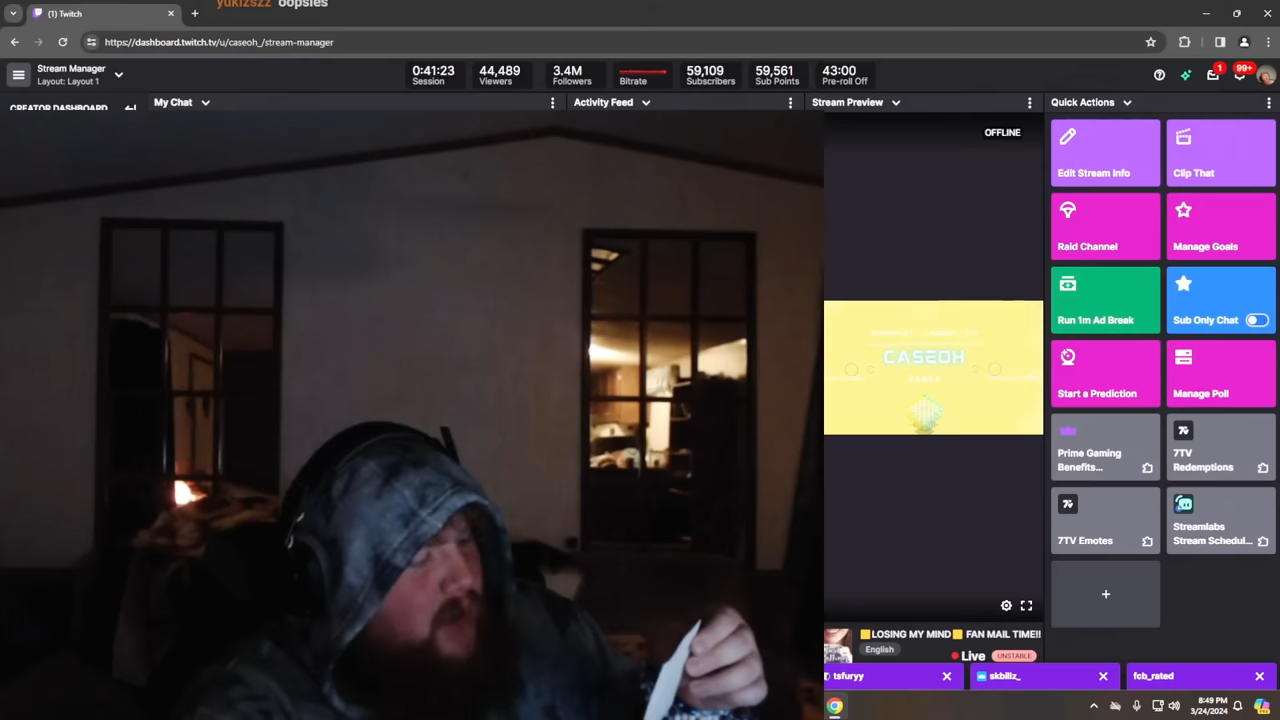 yukizszz oopsies
(1) Twitch
https://dashboard.twitch.tv/u/caseoh_/stream-manager
Stream Manager
Layout: Layout 1
0:41:23
Session
44,489
Viewers
3.4M
Followers
Bitrate
59,109
Subscribers
59,561
Sub Points
43:00
Pre-roll Off
1
99+
CREATOR DASHBOARD
My Chat
Activity Feed
Stream Preview
Quick Actions
OFFLINE
Edit Stream Info
Clip That
Raid Channel
Manage Goals
Run 1m Ad Break
Sub Only Chat
Start a Prediction
Manage Poll
Prime Gaming
Benefits...
7TV
Redemptions
7TV Emotes
Streamlabs
Stream Schedul...
+
CASEOH
GAMES
LOSING MY MIND FAN MAIL TIME!!
English
Live
UNSTABLE
tsfuryy
skbillz_
fcb_rated
8:49 PM
3/24/2024